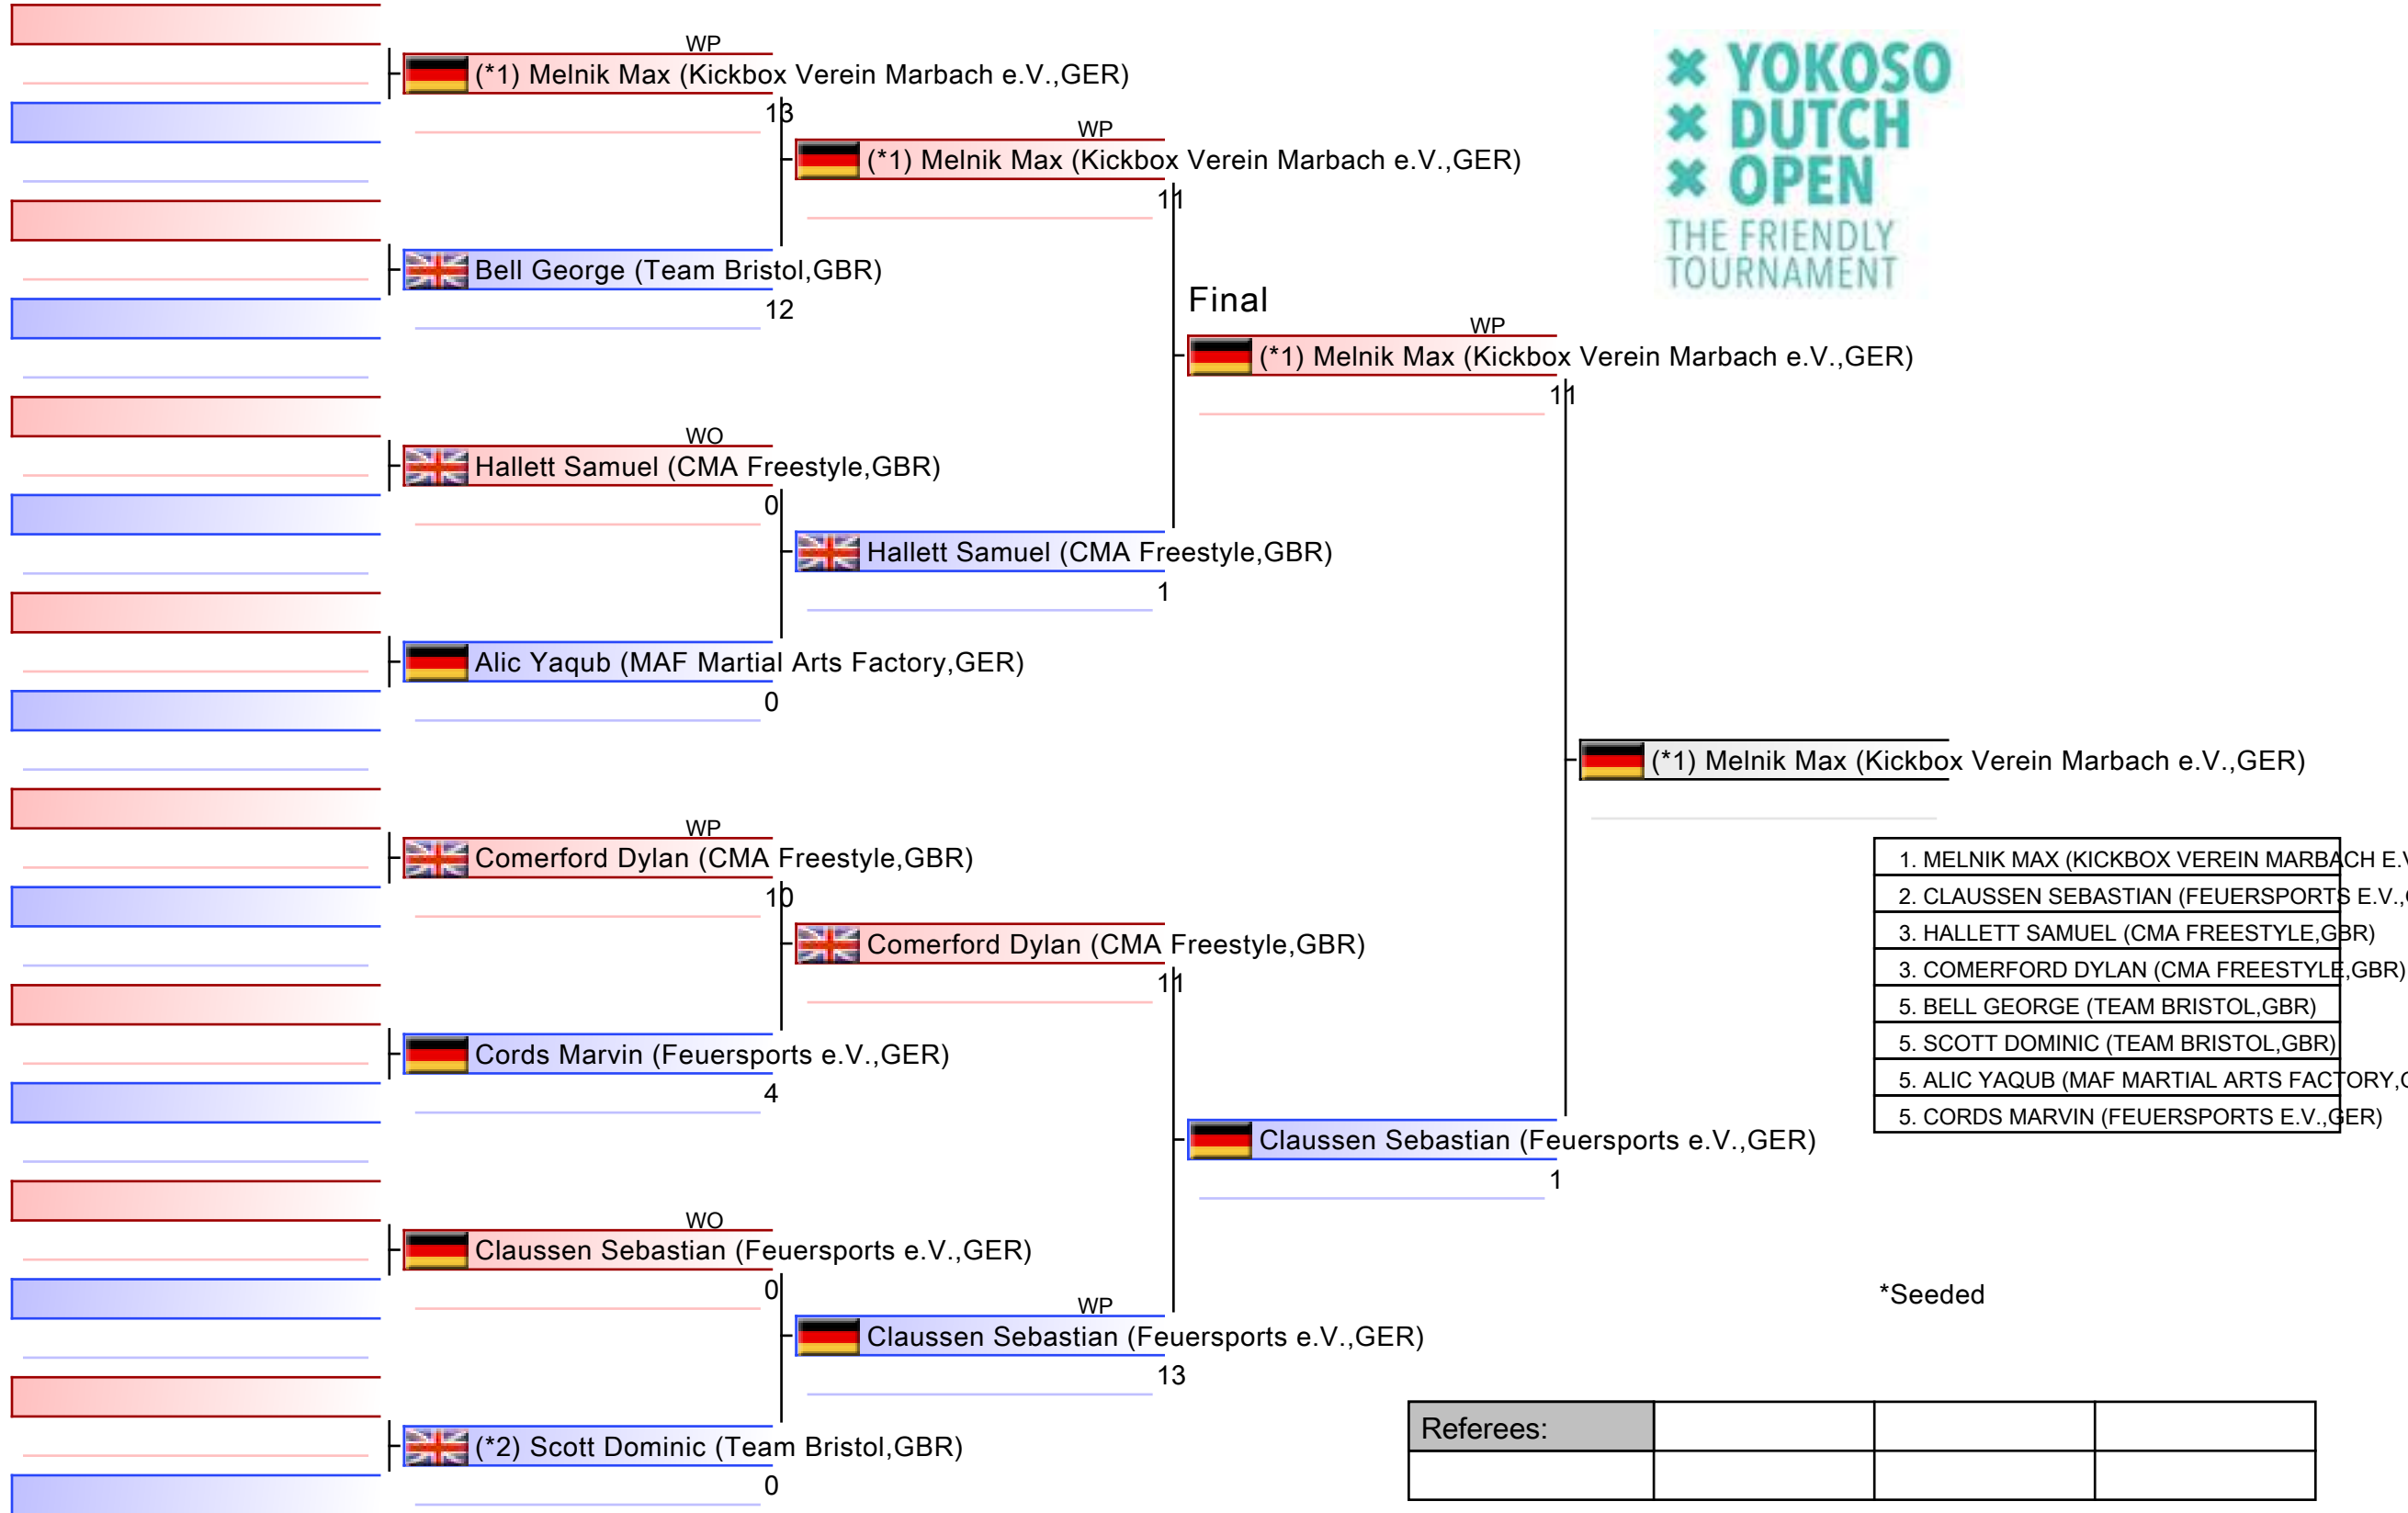 WP
(*1) Melnik Max (Kickbox Verein Marbach e.V.,GER)
13
Bell George (Team Bristol,GBR)
12
WO
Hallett Samuel (CMA Freestyle,GBR)
0
Alic Yaqub (MAF Martial Arts Factory,GER)
0
WP
Comerford Dylan (CMA Freestyle,GBR)
10
Cords Marvin (Feuersports e.V.,GER)
4
WO
Claussen Sebastian (Feuersports e.V.,GER)
0
(*2) Scott Dominic (Team Bristol,GBR)
0
WP
(*1) Melnik Max (Kickbox Verein Marbach e.V.,GER)
11
Hallett Samuel (CMA Freestyle,GBR)
1
Comerford Dylan (CMA Freestyle,GBR)
11
WP
Claussen Sebastian (Feuersports e.V.,GER)
13
Final
WP
(*1) Melnik Max (Kickbox Verein Marbach e.V.,GER)
11
Claussen Sebastian (Feuersports e.V.,GER)
1
(*1) Melnik Max (Kickbox Verein Marbach e.V.,GER)
YOKOSO
DUTCH
OPEN
THE FRIENDLY
TOURNAMENT
1. MELNIK MAX (KICKBOX VEREIN MARBACH E.V
2. CLAUSSEN SEBASTIAN (FEUERSPORTS E.V.,G
3. HALLETT SAMUEL (CMA FREESTYLE,GBR)
3. COMERFORD DYLAN (CMA FREESTYLE,GBR)
5. BELL GEORGE (TEAM BRISTOL,GBR)
5. SCOTT DOMINIC (TEAM BRISTOL,GBR)
5. ALIC YAQUB (MAF MARTIAL ARTS FACTORY,G
5. CORDS MARVIN (FEUERSPORTS E.V.,GER)
*Seeded
Referees: